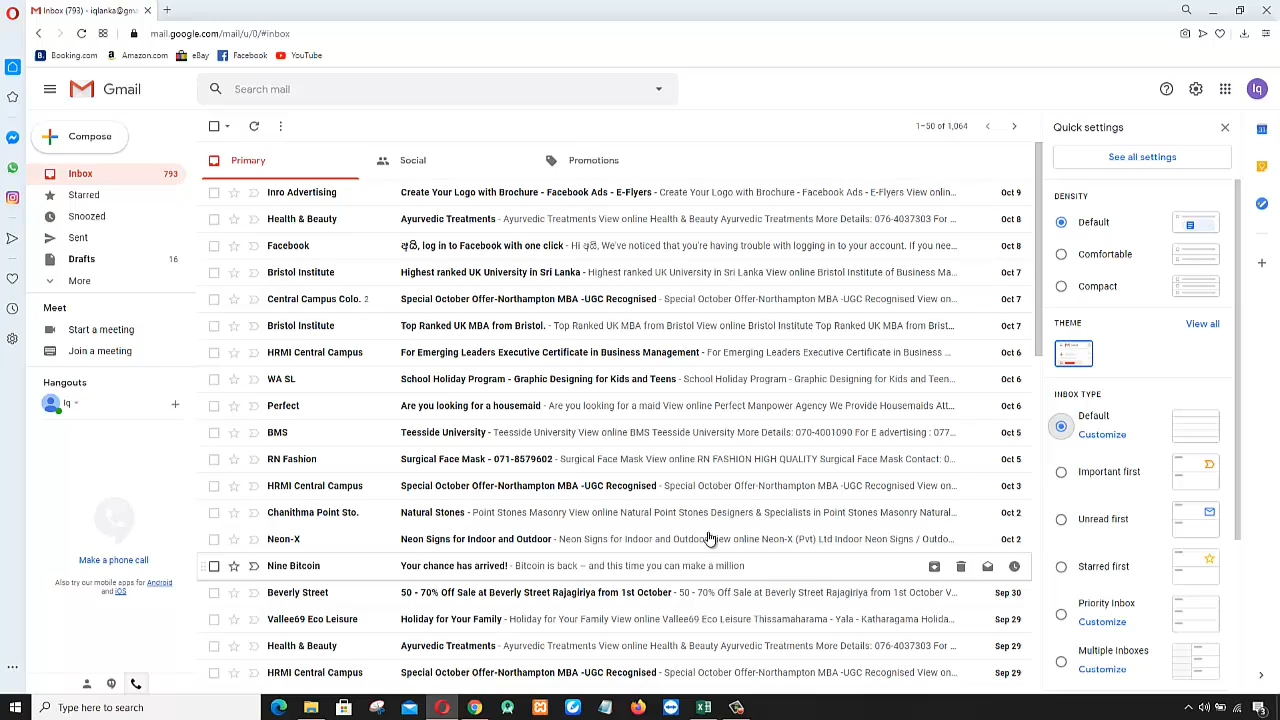 Inbox (793) - iqlanka@gma
mail.google.com/mail/u/0/#inbox
Booking.com Amazon.com eBay Facebook YouTube
Gmail
Search mail
Iq
Compose
1–50 of 1,064
Quick settings
See all settings
Inbox 793
Starred
Snoozed
Sent
Drafts 16
More
Meet
Start a meeting
Join a meeting
Hangouts
Iq
Make a phone call
Also try our mobile apps for Android
and iOS
Primary Social Promotions
Inro Advertising Create Your Logo with Brochure - Facebook Ads - E-Flyers - Create Your Logo with Brochure - Facebook Ads - E-Flyers View onlin... Oct 9
Health & Beauty Ayurvedic Treatments - Ayurvedic Treatments View online Health & Beauty Ayurvedic Treatments More Details: 076-4037303 For ... Oct 8
Facebook log in to Facebook with one click - Hi We've noticed that you're having trouble with logging in to your account. If you nee... Oct 8
Bristol Institute Highest ranked UK University in Sri Lanka - Highest ranked UK University in Sri Lanka View online Bristol Institute of Business Ma... Oct 7
Central Campus Colo. 2 Special October Offer-Northampton MBA -UGC Recognised - Special October Offer-Northampton MBA -UGC Recognised View on... Oct 7
Bristol Institute Top Ranked UK MBA from Bristol. - Top Ranked UK MBA from Bristol View online Bristol Institute Top Ranked UK MBA from Brist... Oct 7
HRMI Central Campus For Emerging Leaders Executive Certificate in Business Management - For Emerging Leaders Executive Certificate in Business ... Oct 6
WA SL School Holiday Program - Graphic Designing for Kids and Teens - School Holiday Program - Graphic Designing for Kids and Teen... Oct 6
Perfect Are you looking for a housemaid - Are you looking for a maid View online Perfect Manpower Agency We Provide Housemaids Att... Oct 6
BMS Teesside University - Teesside University View online BMS Teesside University More Details: 070-4001090 For E advertising : 077... Oct 5
RN Fashion Surgical Face Mask - 071-8579602 - Surgical Face Mask View online RN FASHION HIGH QUALITY Surgical Face Mask Contact: 0... Oct 5
HRMI Central Campus Special October Offer-Northampton MBA -UGC Recognised - Special October Offer-Northampton MBA -UGC Recognised View on... Oct 3
Chanithma Point Sto. Natural Stones - Point Stones Masonry View online Natural Point Stones Designers & Specialists in Point Stones Masonry Natural... Oct 2
Neon-X Neon Signs for Indoor and Outdoor - Neon Signs for Indoor and Outdoor View online Neon-X (Pvt) Ltd Indoor Neon Signs / Outdo... Oct 2
Nine Bitcoin Your chance has arrived! - Bitcoin is back – and this time you can make a million
Beverly Street 50 - 70% Off Sale at Beverly Street Rajagiriya from 1st October - 50 - 70% Off Sale at Beverly Street Rajagiriya from 1st October View o... Sep 30
Vallee69 Eco Leisure Holiday for Your Family - Holiday for Your Family View online Vallee69 Eco Leisure Thissamaharama - Yala - Katharagama Holida... Sep 29
Health & Beauty Ayurvedic Treatments - Ayurvedic Treatments View online Health & Beauty Ayurvedic Treatments More Details: 076-4037303 For ... Sep 29
HRMI Central Campus Special October Offer-Northampton MBA -UGC Recognised - Special October Offer-Northampton MBA -UGC Recognised View on... Sep 29
DENSITY
Default
Comfortable
Compact
THEME View all
INBOX TYPE
Default
Customize
Important first
Unread first
Starred first
Priority Inbox
Customize
Multiple Inboxes
Customize
Type here to search